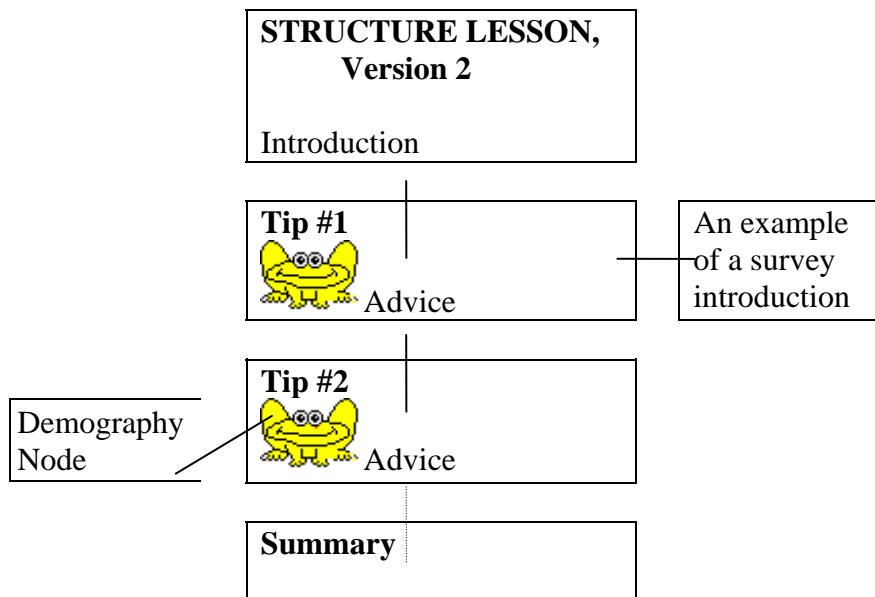 STRUCTURE LESSON,
Version 2
Introduction
Tip #1
Advice
An example
of a survey
introduction
Tip #2
Advice
Demography
Node
Summary